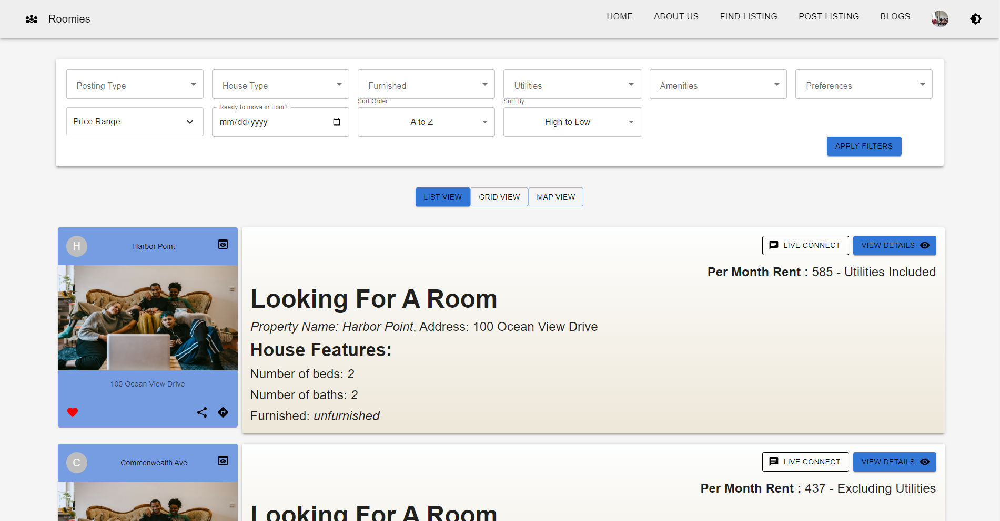 Roomies
HOME
ABOUT US
FIND LISTING
POST LISTING
BLOGS
Posting Type
House Type
Furnished
Utilities
Amenities
Preferences
Sort Order
Sort By
Price Range
Ready to move in from?
mm/dd/yyyy
A to Z
High to Low
APPLY FILTERS
LIST VIEW
GRID VIEW
MAP VIEW
H
Harbor Point
100 Ocean View Drive
LIVE CONNECT
VIEW DETAILS
Per Month Rent : 585 - Utilities Included
Looking For A Room
Property Name: Harbor Point, Address: 100 Ocean View Drive
House Features:
Number of beds: 2
Number of baths: 2
Furnished: unfurnished
C
Commonwealth Ave
LIVE CONNECT
VIEW DETAILS
Per Month Rent : 437 - Excluding Utilities
Looking For A Room